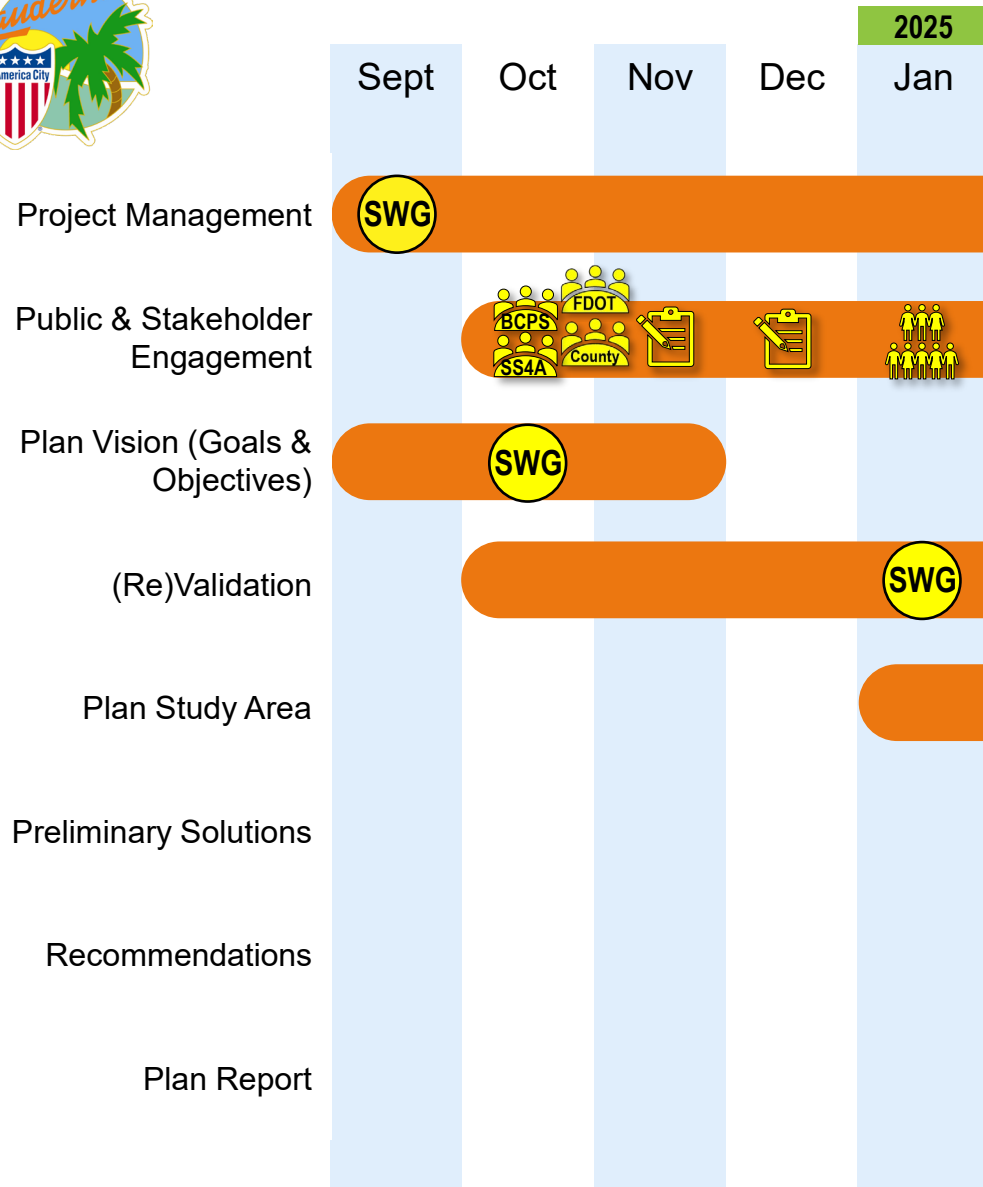 2025
Sept Oct Nov Dec Jan
America City
Project Management
SWG
Public & Stakeholder
Engagement
BCPS
FDOT
SS4A
County
Plan Vision (Goals &
Objectives)
SWG
(Re)Validation
SWG
Plan Study Area
Preliminary Solutions
Recommendations
Plan Report